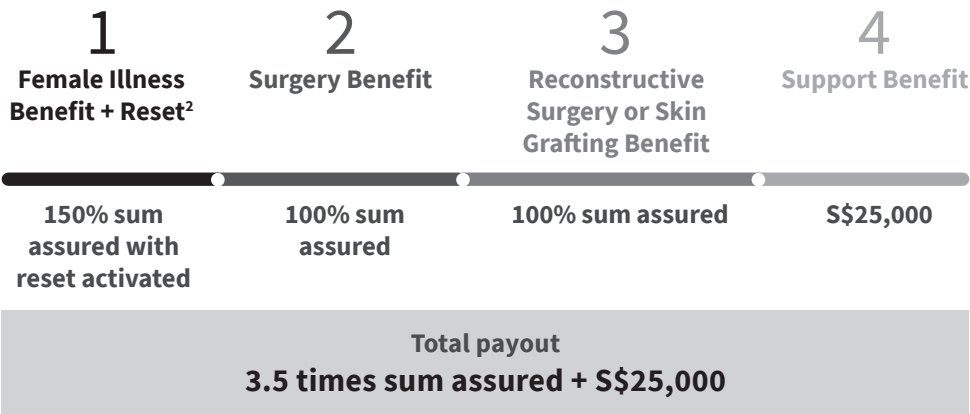 1
Female Illness
Benefit + Reset²
2
Surgery Benefit
3
Reconstructive
Surgery or Skin
Grafting Benefit
4
Support Benefit
150% sum
assured with
reset activated
100% sum
assured
100% sum assured
S$25,000
Total payout
3.5 times sum assured + S$25,000